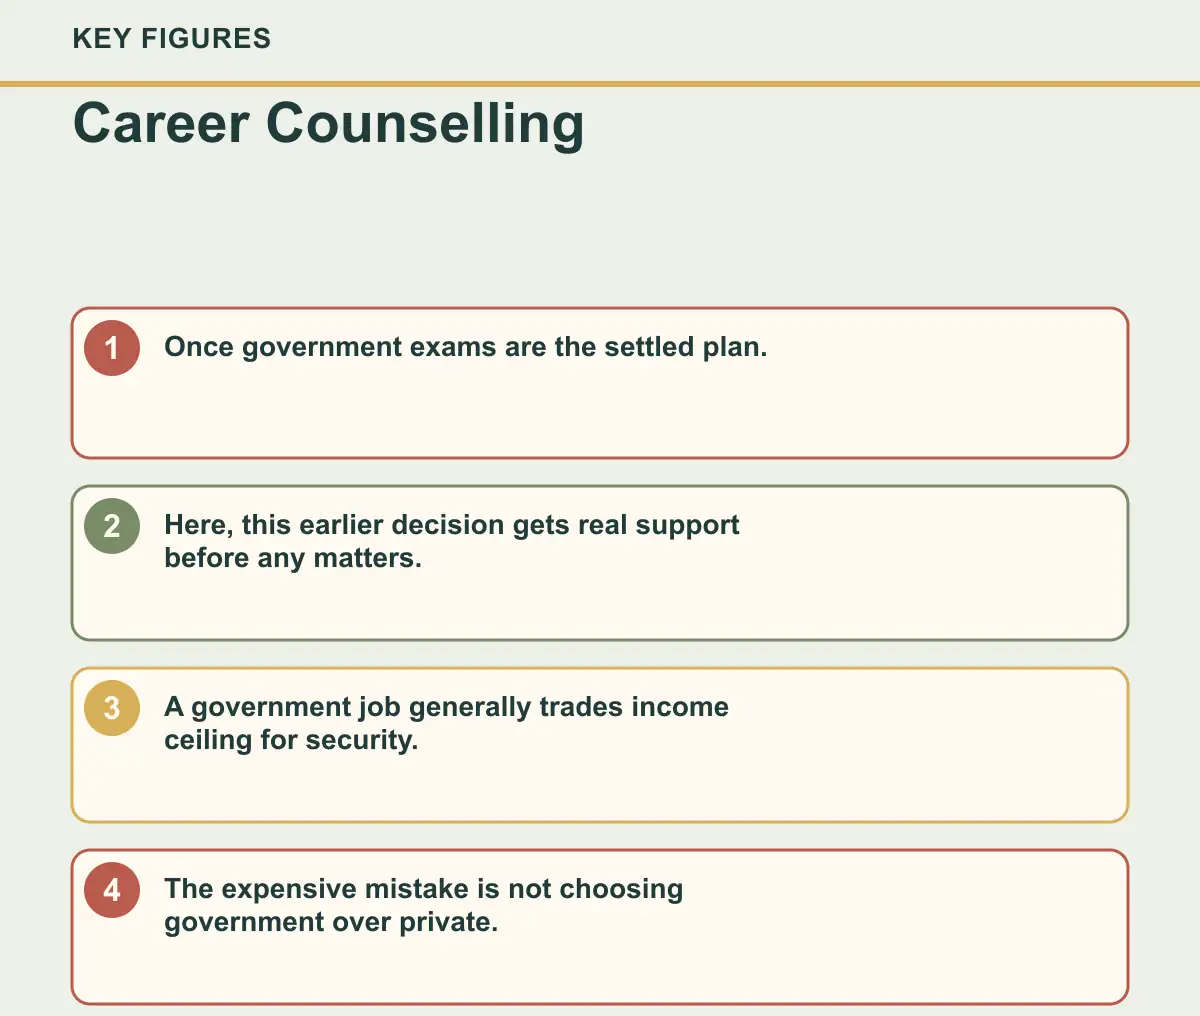 KEY FIGURES
Career Counselling
1
Once government exams are the settled plan.
2
Here, this earlier decision gets real support
before any matters.
3
A government job generally trades income
ceiling for security.
4
The expensive mistake is not choosing
government over private.